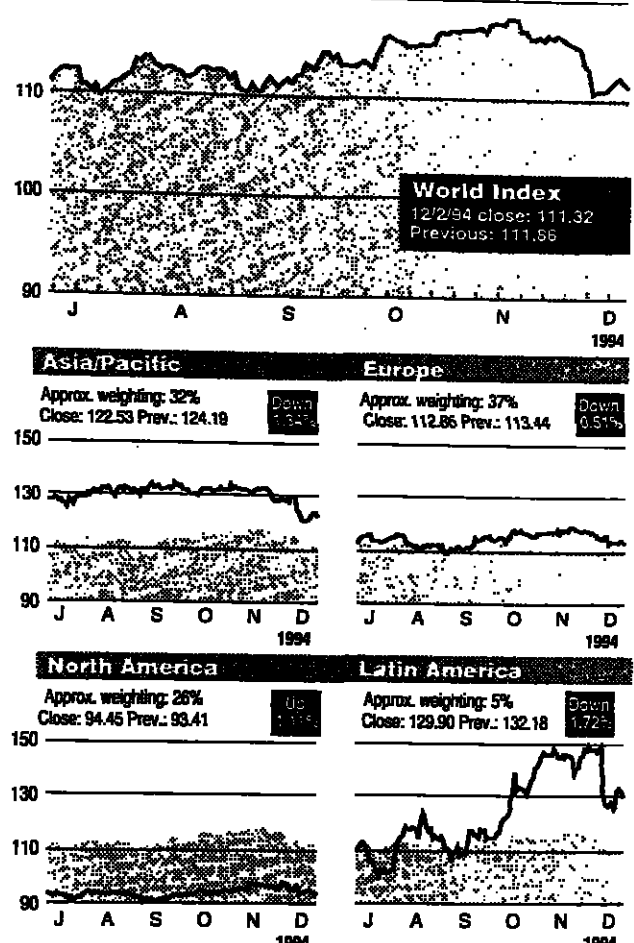 110
100
World Index
12/2/94 close: 111.32
Previous: 111.86
90
J A S O N D
1994
Asia/Pacific
Approx. weighting: 32%
Close: 122.53 Prev.: 124.19
Down
150
130
110
90
J A S O N D
1994
Europe
Approx. weighting: 37%
Close: 112.86 Prev.: 113.44
Down
0.51%
J A S O N D
1994
North America
Approx. weighting: 26%
Close: 94.45 Prev.: 93.41
Up
150
130
110
90
J A S O N D
1994
Latin America
Approx. weighting: 5%
Close: 129.90 Prev.: 132.18
Down
1.72%
J A S O N D
1994